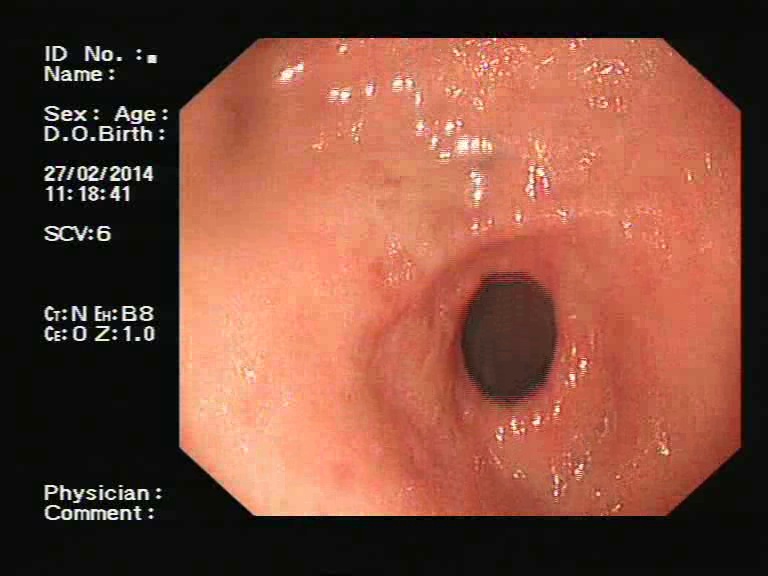 ID No. :
Name:
Sex: Age:
D.O.Birth:
27/02/2014
11:18:41
SCV:6
CT:N EH:B8
CE:0 Z:1.0
Physician:
Comment: